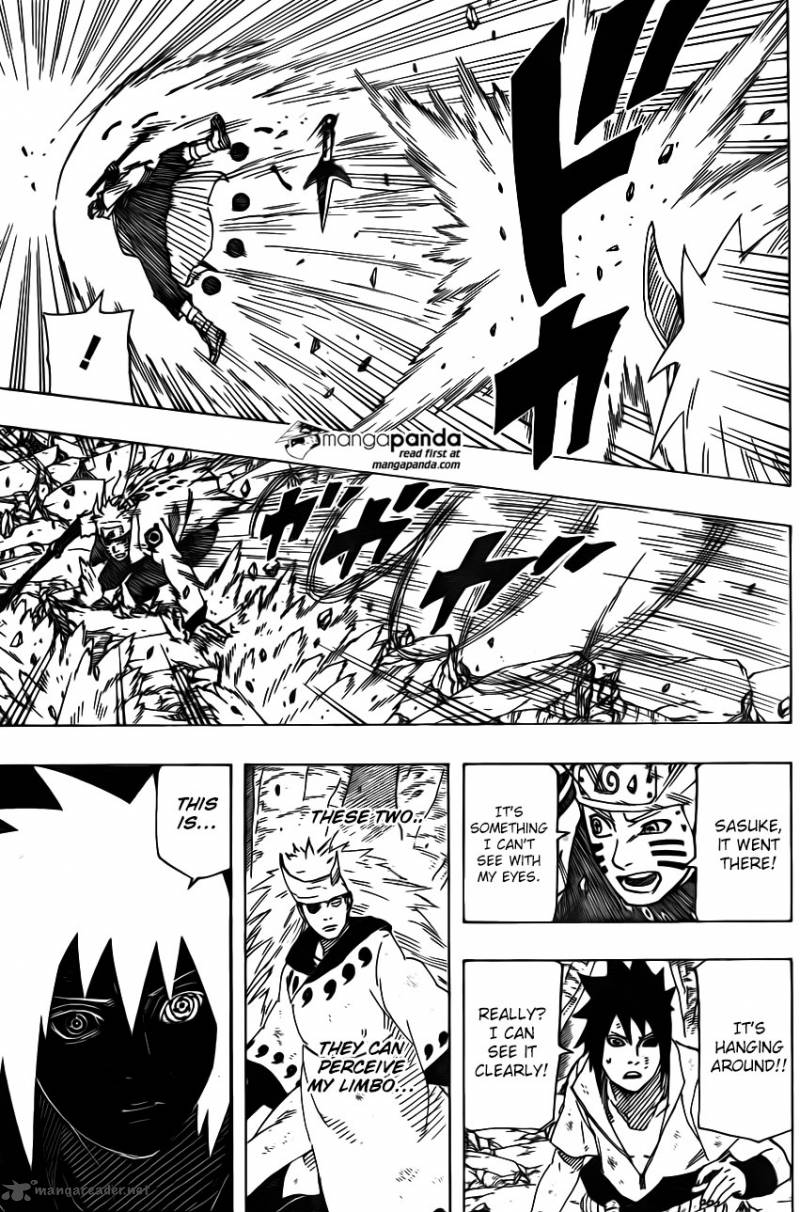 ドカ
!
mangapanda
read first at
mangapanda.com
ガガガ
SASUKE,
IT WENT
THERE!
IT'S
SOMETHING
I CAN'T
SEE WITH
MY EYES.
IT'S
HANGING
AROUND!!
REALLY?
I CAN
SEE IT
CLEARLY!
THESE TWO..
THEY CAN
PERCEIVE
MY LIMBO...
THIS
IS...
mangareader.net